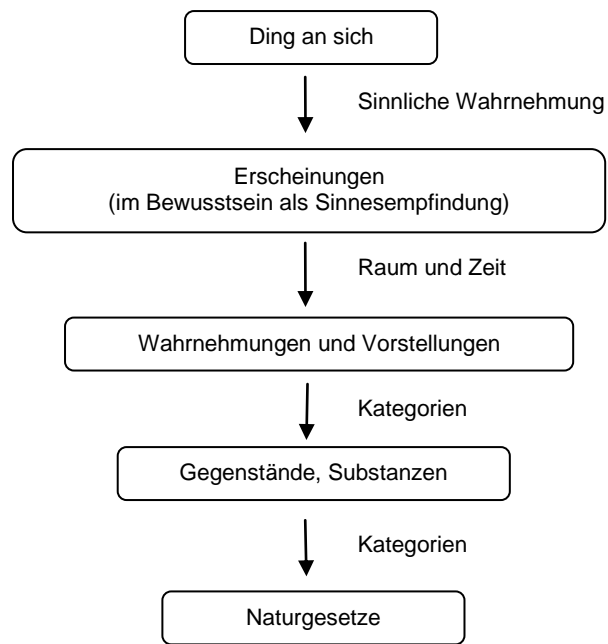 Ding an sich
Sinnliche Wahrnehmung
Erscheinungen
(im Bewusstsein als Sinnesempfindung)
Raum und Zeit
Wahrnehmungen und Vorstellungen
Kategorien
Gegenstände, Substanzen
Kategorien
Naturgesetze